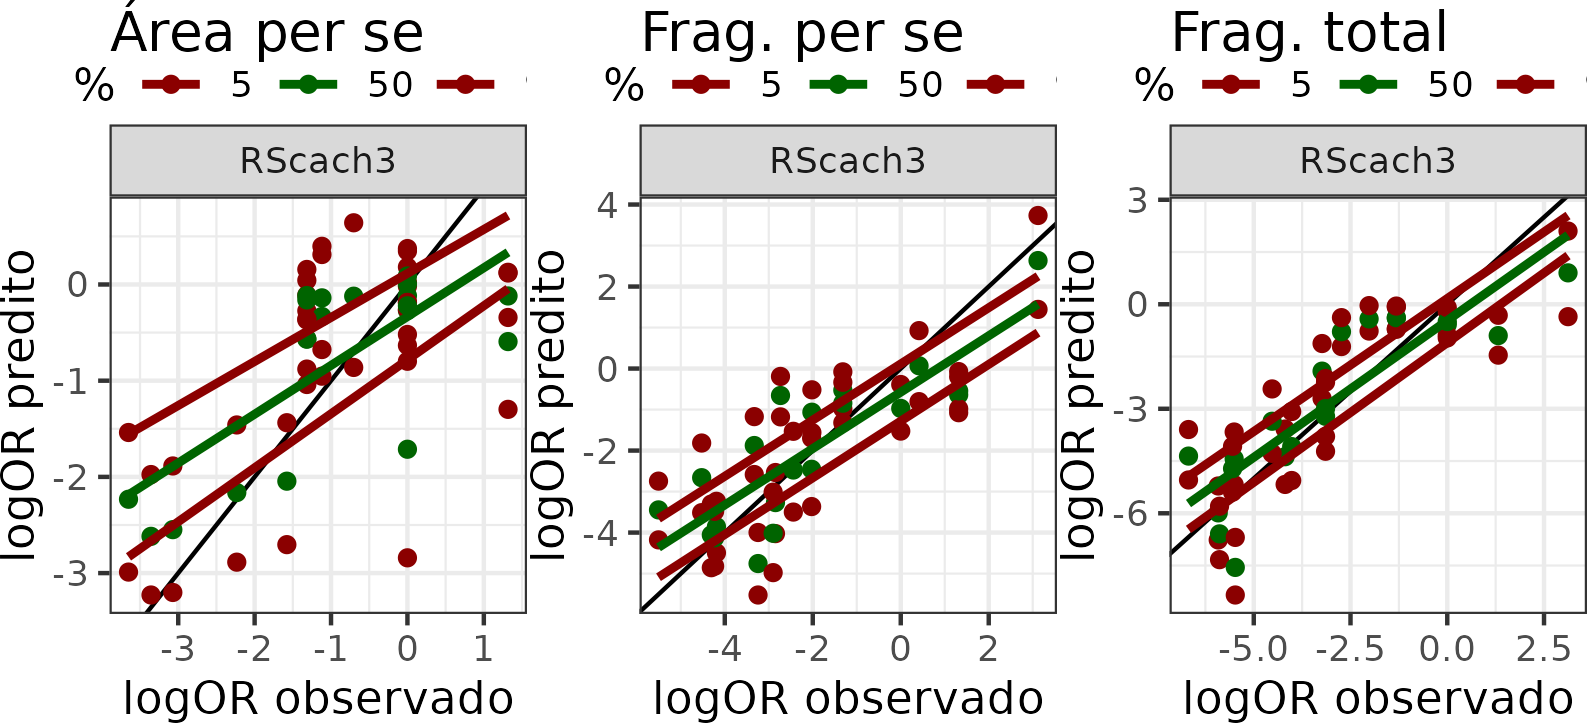 Área per se
% 5 50
RScach3
0
-1
-2
-3
-3 -2 -1 0 1
logOR predito
logOR observado
Frag. per se
% 5 50
RScach3
4
2
0
-2
-4
-4 -2 0 2
logOR predito
logOR observado
Frag. total
% 5 50
RScach3
3
0
-3
-6
-5.0 -2.5 0.0 2.5
logOR predito
logOR observado